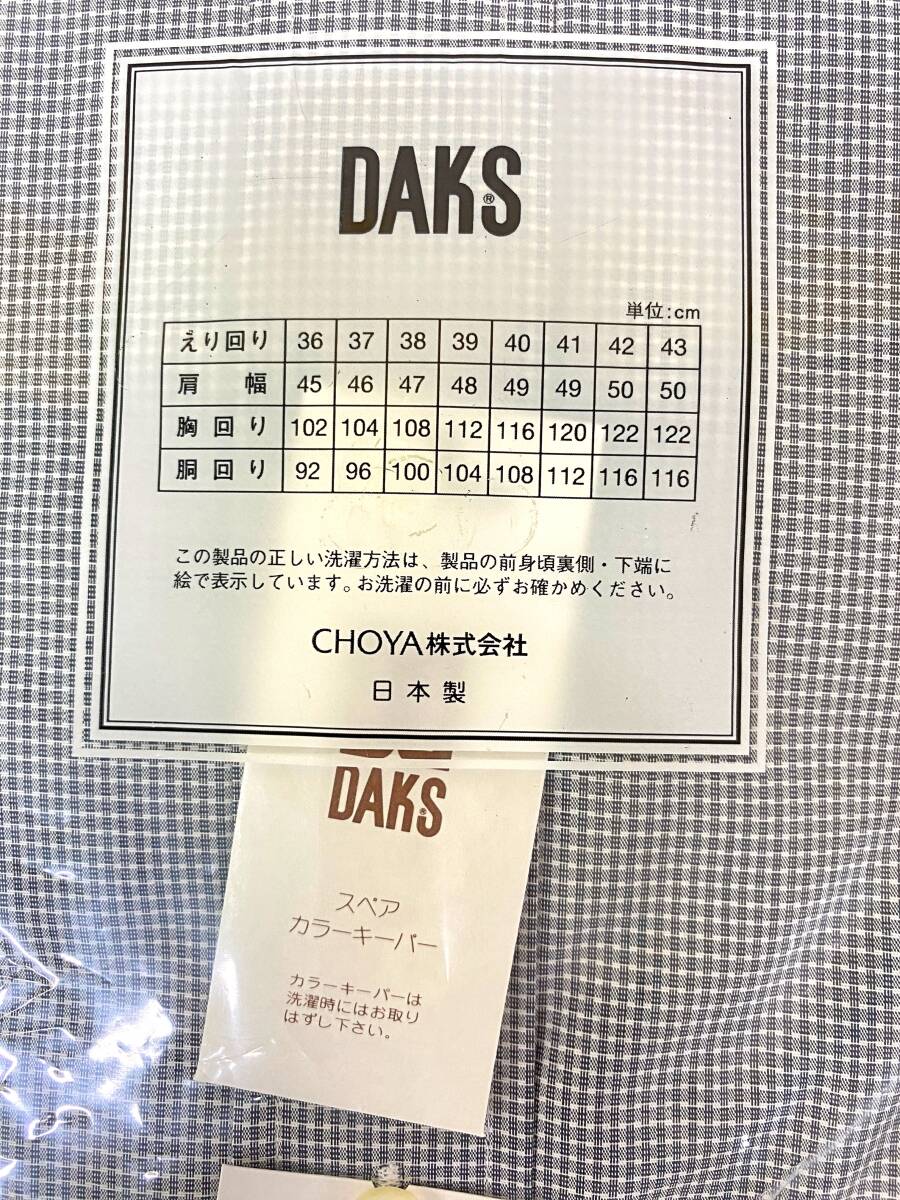 DAKS®
単位:cm
えり回り 36 37 38 39 40 41 42 43
肩幅 45 46 47 48 49 49 50 50
胸回り 102 104 108 112 116 120 122 122
胴回り 92 96 100 104 108 112 116 116
この製品の正しい洗濯方法は、製品の前身頃裏側・下端に
絵で表示しています。お洗濯の前に必ずお確かめください。
CHOYA株式会社
日本製
DAKS®
スペア
カラーキーパー
カラーキーパーは
洗濯時にはお取り
はずし下さい。